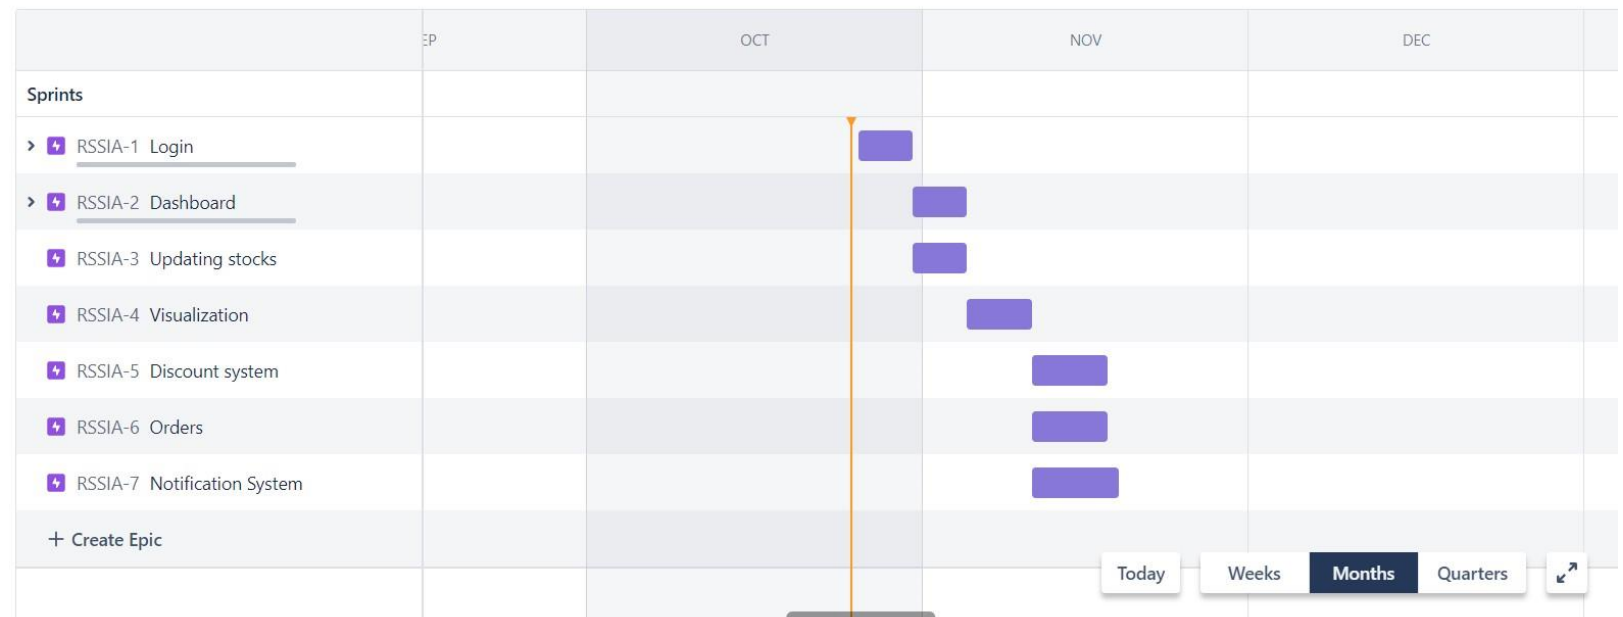 EP OCT NOV DEC
Sprints
RSSIA-1 Login
RSSIA-2 Dashboard
RSSIA-3 Updating stocks
RSSIA-4 Visualization
RSSIA-5 Discount system
RSSIA-6 Orders
RSSIA-7 Notification System
+ Create Epic
Today Weeks Months Quarters